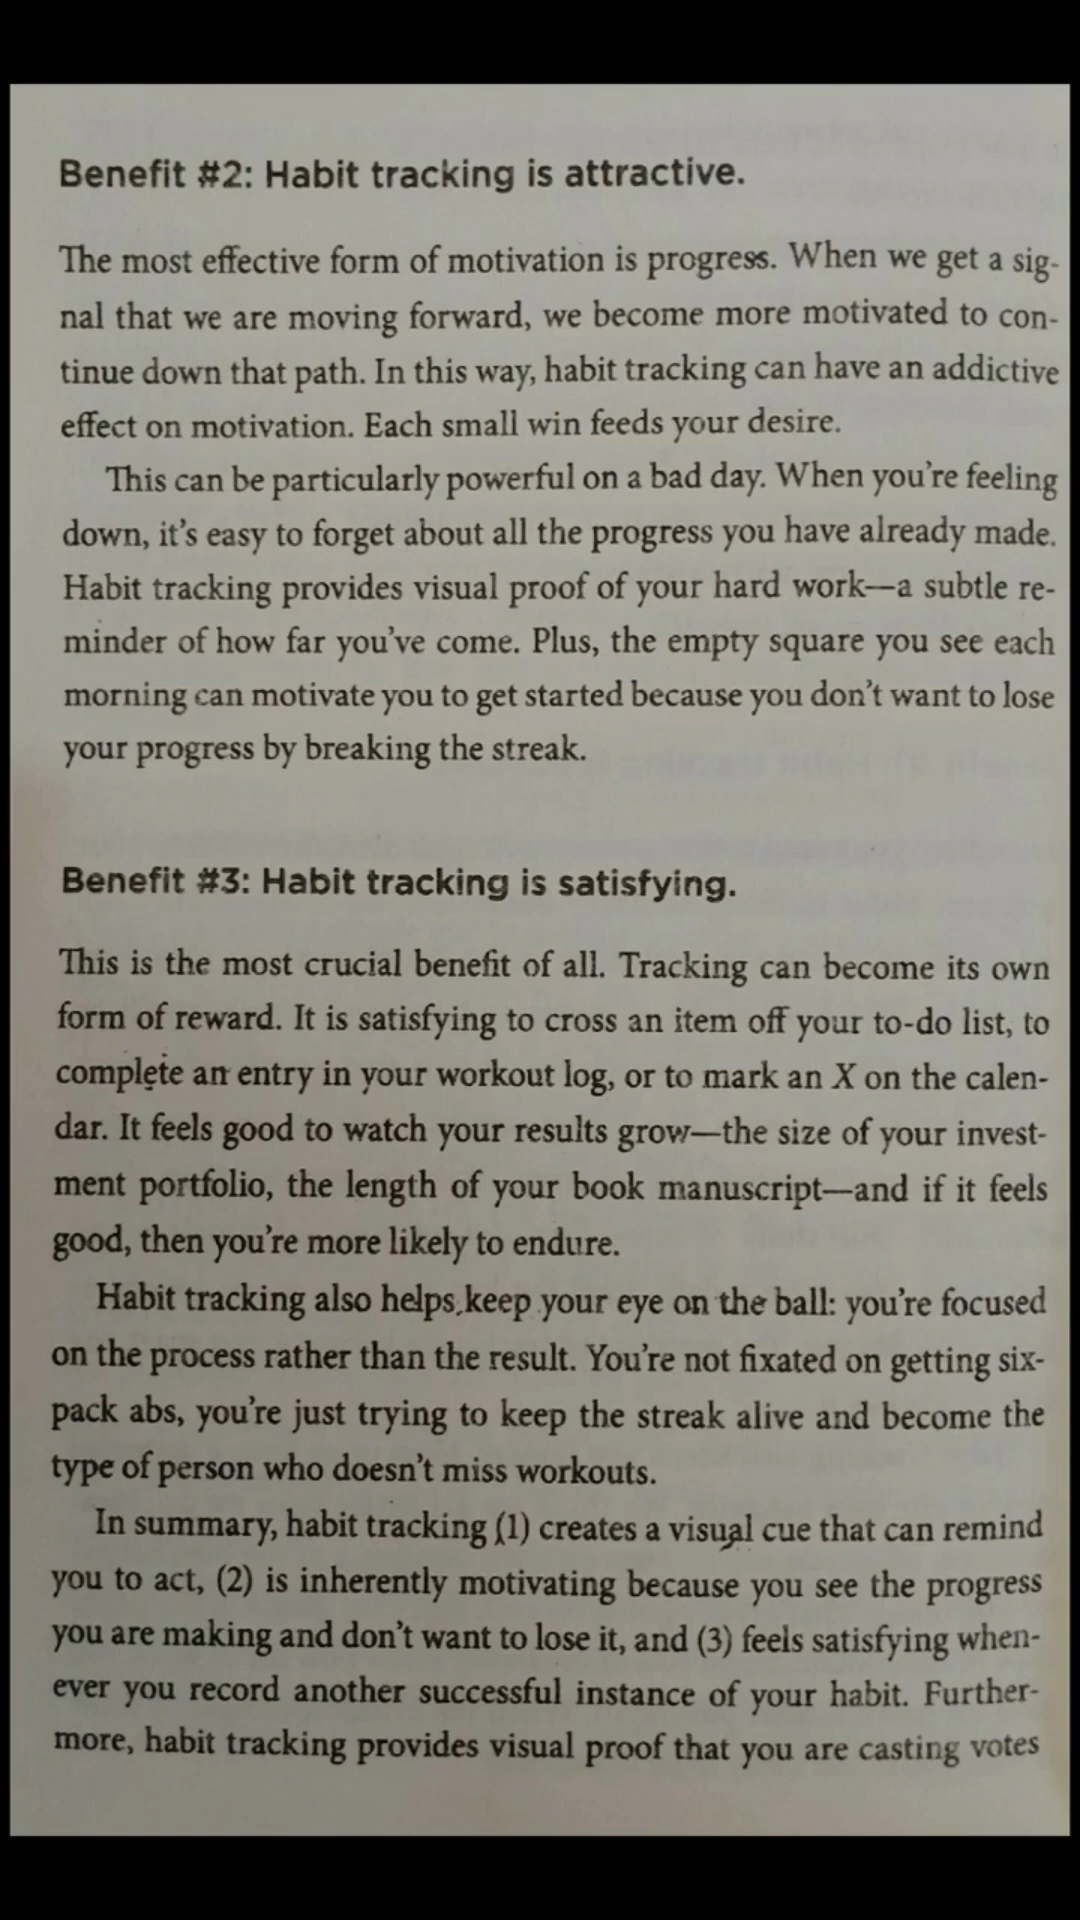 Benefit #2: Habit tracking is attractive.
The most effective form of motivation is progress. When we get a sig-
nal that we are moving forward, we become more motivated to con-
tinue down that path. In this way, habit tracking can have an addictive
effect on motivation. Each small win feeds your desire.
This can be particularly powerful on a bad day. When you're feeling
down, it's easy to forget about all the progress you have already made.
Habit tracking provides visual proof of your hard work—a subtle re-
minder of how far you've come. Plus, the empty square you see each
morning can motivate you to get started because you don't want to lose
your progress by breaking the streak.
Benefit #3: Habit tracking is satisfying.
This is the most crucial benefit of all. Tracking can become its own
form of reward. It is satisfying to cross an item off your to-do list, to
complete an entry in your workout log, or to mark an X on the calen-
dar. It feels good to watch your results grow—the size of your invest-
ment portfolio, the length of your book manuscript—and if it feels
good, then you're more likely to endure.
Habit tracking also helps keep your eye on the ball: you're focused
on the process rather than the result. You're not fixated on getting six-
pack abs, you're just trying to keep the streak alive and become the
type of person who doesn't miss workouts.
In summary, habit tracking (1) creates a visual cue that can remind
you to act, (2) is inherently motivating because you see the progress
you are making and don't want to lose it, and (3) feels satisfying when-
ever you record another successful instance of your habit. Further-
more, habit tracking provides visual proof that you are casting votes